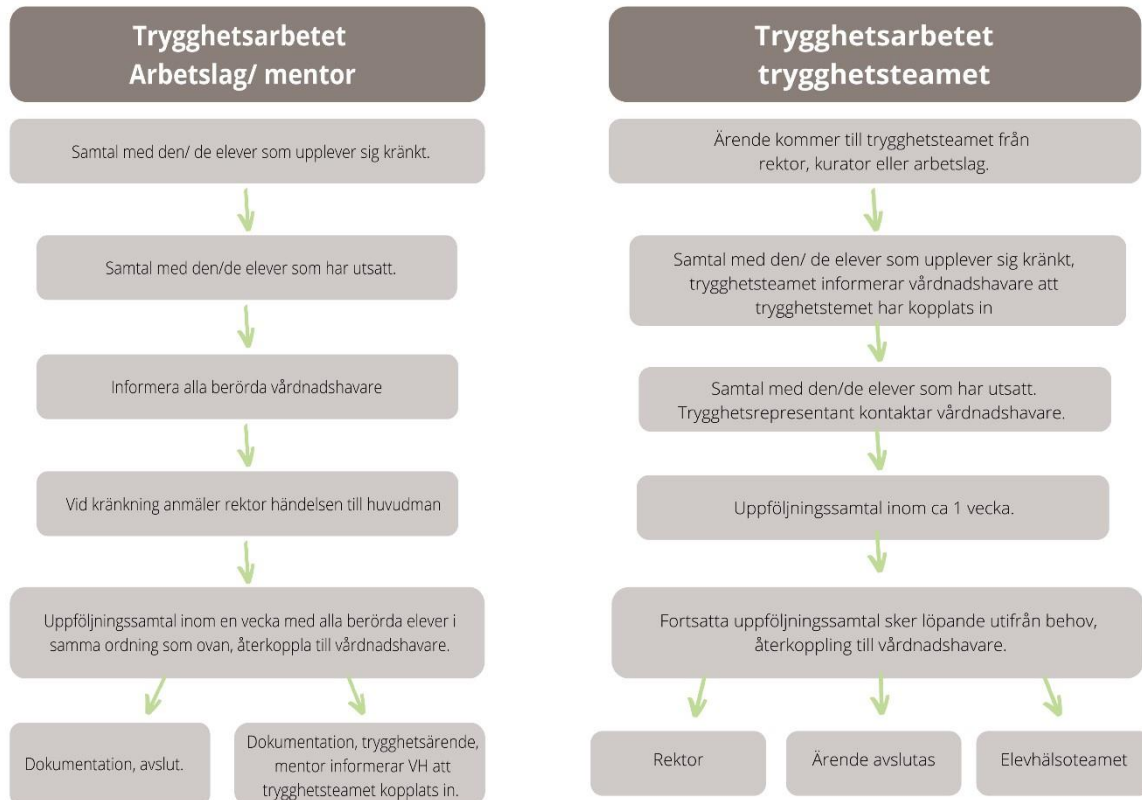 Trygghetsarbetet
Arbetslag/ mentor
Samtal med den/ de elever som upplever sig kränkt.
Samtal med den/de elever som har utsatt.
Informera alla berörda vårdnadshavare
Vid kränkning anmäler rektor händelsen till huvudman
Uppföljningssamtal inom en vecka med alla berörda elever i
samma ordning som ovan, återkoppla till vårdnadshavare.
Dokumentation, avslut.
Dokumentation, trygghetsärende,
mentor informerar VH att
trygghetsteamet kopplats in.
Trygghetsarbetet
trygghetsteamet
Ärende kommer till trygghetsteamet från
rektor, kurator eller arbetslag.
Samtal med den/ de elever som upplever sig kränkt,
trygghetsteamet informerar vårdnadshavare att
trygghetstemet har kopplats in
Samtal med den/de elever som har utsatt.
Trygghetsrepresentant kontaktar vårdnadshavare.
Uppföljningssamtal inom ca 1 vecka.
Fortsatta uppföljningssamtal sker löpande utifrån behov,
återkoppling till vårdnadshavare.
Rektor
Ärende avslutas
Elevhälsoteamet